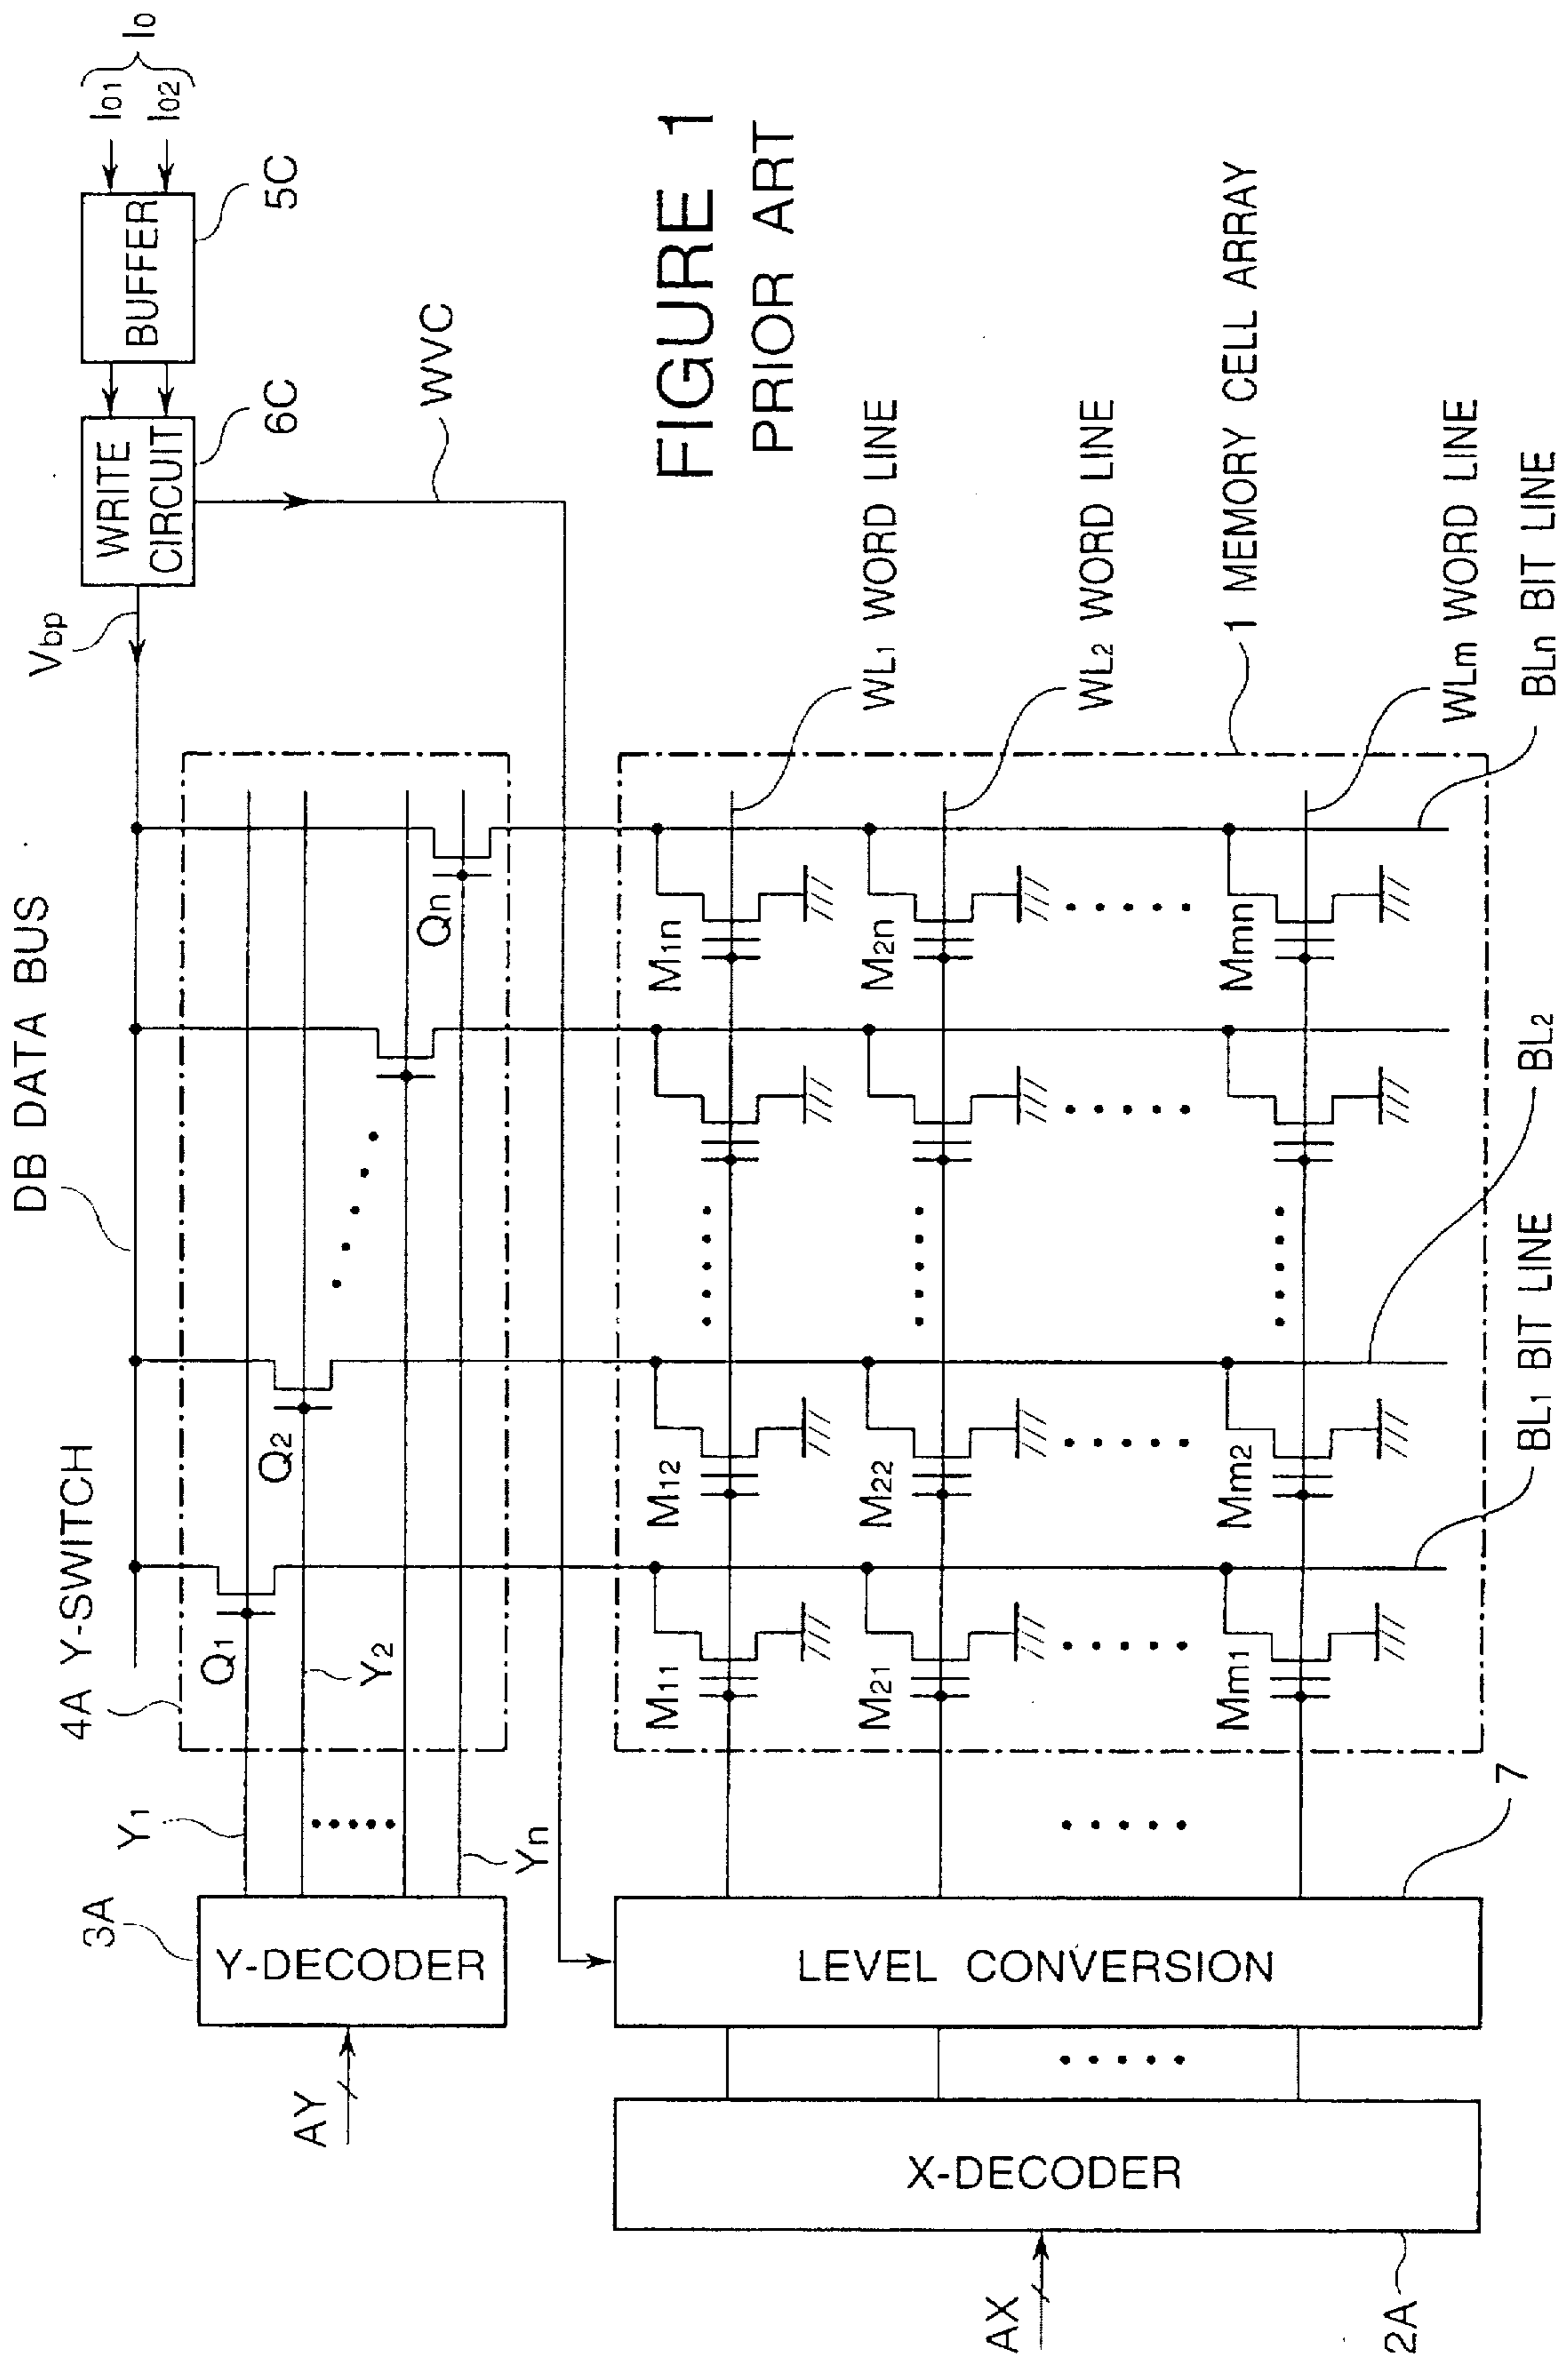 FIGURE 1
PRIOR ART
DB DATA BUS
Vbp
WRITE
CIRCUIT
6C
BUFFER
5C
I01
I02
I0
WVC
4A Y-SWITCH
3A
Y-DECODER
AY
Y1
Y2
Yn
Q1
Q2
Qn
M11
M12
M1n
WL1 WORD LINE
M21
M22
M2n
WL2 WORD LINE
1 MEMORY CELL ARRAY
Mm1
Mm2
Mmn
WLm WORD LINE
BL1 BIT LINE
BL2
BLn BIT LINE
LEVEL CONVERSION
7
X-DECODER
AX
2A